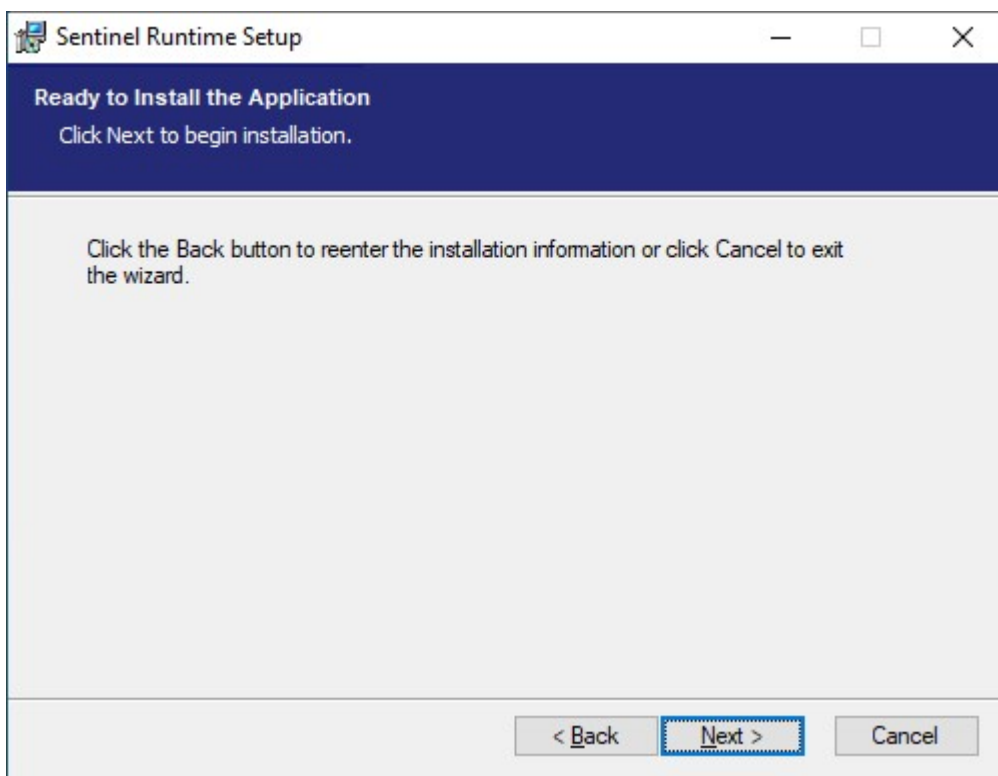 Sentinel Runtime Setup
Ready to Install the Application
Click Next to begin installation.
Click the Back button to reenter the installation information or click Cancel to exit
the wizard.
< Back
Next >
Cancel